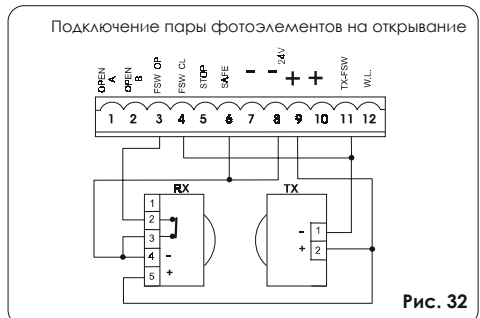 Подключение пары фотоэлементов на открывание
OPEN A
OPEN B
FSW OP
FSW CL
STOP
SAFE
-
-
24V
+
+
TX-FSW
W.L.
1 2 3 4 5 6 7 8 9 10 11 12
RX
1
2
3
4 -
5 +
TX
- 1
+ 2
Рис. 32